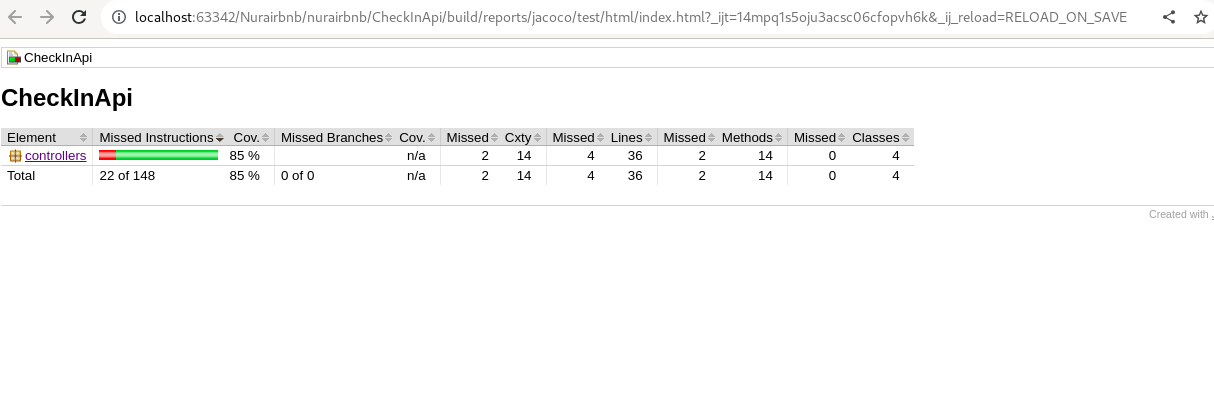 localhost:63342/Nurairbnb/nurairbnb/CheckInApi/build/reports/jacoco/test/html/index.html?_ijt=14mpq1s5oju3acsc06cfopvh6k&_ij_reload=RELOAD_ON_SAVE
CheckInApi
CheckInApi
Element Missed Instructions Cov. Missed Branches Cov. Missed Cxty Missed Lines Missed Methods Missed Classes
controllers 85 % n/a 2 14 4 36 2 14 0 4
Total 22 of 148 85 % 0 of 0 n/a 2 14 4 36 2 14 0 4
Created with